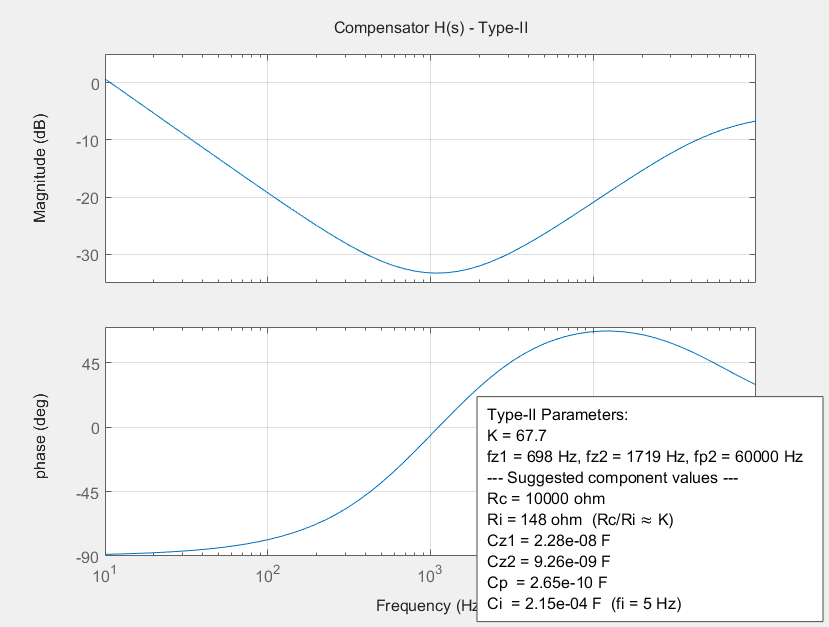 Compensator H(s) - Type-II
0
-10
-20
-30
Magnitude (dB)
45
0
-45
-90
phase (deg)
10^1
10^2
10^3
Frequency (Hz
Type-II Parameters:
K = 67.7
fz1 = 698 Hz, fz2 = 1719 Hz, fp2 = 60000 Hz
--- Suggested component values ---
Rc = 10000 ohm
Ri = 148 ohm  (Rc/Ri ≈ K)
Cz1 = 2.28e-08 F
Cz2 = 9.26e-09 F
Cp  = 2.65e-10 F
Ci  = 2.15e-04 F  (fi = 5 Hz)